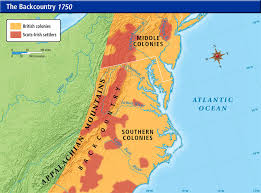 The Backcountry 1750
British colonies
Scots-Irish settlers
MIDDLE
COLONIES
APPALACHIAN MOUNTAINS
BACKCOUNTRY
ATLANTIC
OCEAN
SOUTHERN
COLONIES